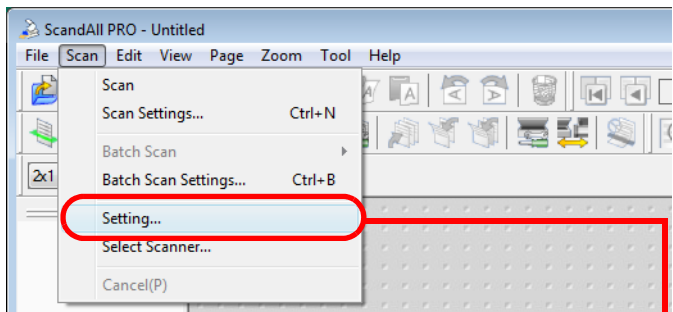 ScandAll PRO - Untitled
File Scan Edit View Page Zoom Tool Help
Scan
Scan Settings... Ctrl+N
Batch Scan
Batch Scan Settings... Ctrl+B
2x1
Setting...
Select Scanner...
Cancel(P)